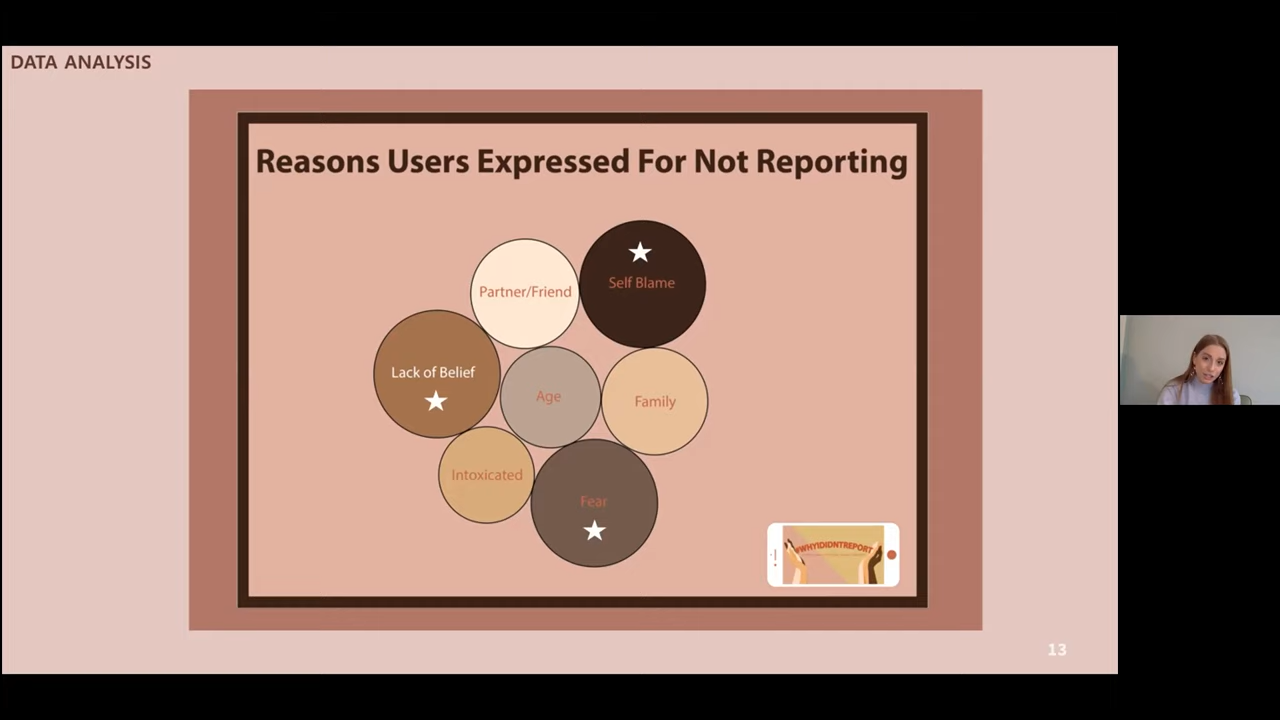 DATA ANALYSIS
Reasons Users Expressed For Not Reporting
Partner/Friend
Self Blame
Lack of Belief
Age
Family
Intoxicated
Fear
#WHYIDIDNTREPORT
13